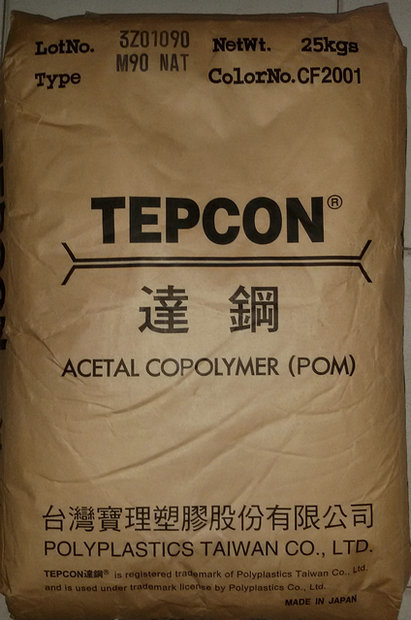 LotNo. 3Z01090 NetWt. 25kgs
Type M90 NAT ColorNo. CF2001
TEPCON®
達鋼
ACETAL COPOLYMER (POM)
台灣寶理塑膠股份有限公司
POLYPLASTICS TAIWAN CO., LTD.
TEPCON達鋼® is registered trademark of Polyplastics Taiwan Co., Ltd.
and is used under trademark license by Polyplastics Co., Ltd.
MADE IN JAPAN